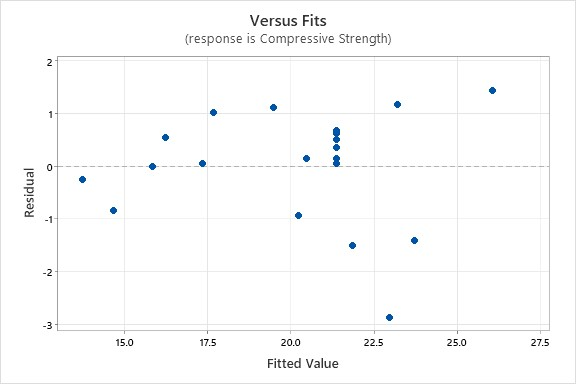 Versus Fits
(response is Compressive Strength)
2
1
0
-1
-2
-3
Residual
15.0 17.5 20.0 22.5 25.0 27.5
Fitted Value